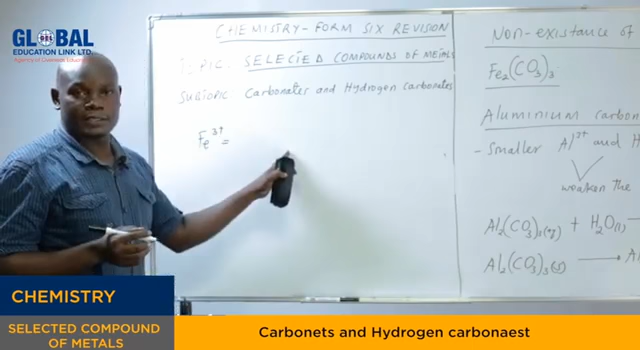 GLOBAL
GEL
EDUCATION LINK LTD.
Agency of Overseas Education
CHEMISTRY - FORM SIX REVISION
TOPIC: SELECTED COMPOUNDS OF METALS
SUBTOPIC Carbonates and Hydrogen carbonates
Fe³⁺ =
Non-existance of
Fe₂(CO₃)₃
Aluminium carbon
- Smaller Al³⁺ and H
weaken the
Al₂(CO₃)₃(s) + H₂O(l)
Al₂(CO₃)₃(s) → Al
CHEMISTRY
SELECTED COMPOUND
OF METALS
Carbonets and Hydrogen carbonaest